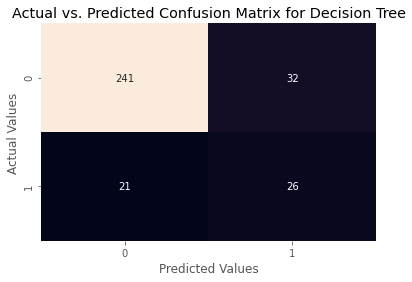 Actual vs. Predicted Confusion Matrix for Decision Tree
Actual Values
0
241
32
1
21
26
0
1
Predicted Values